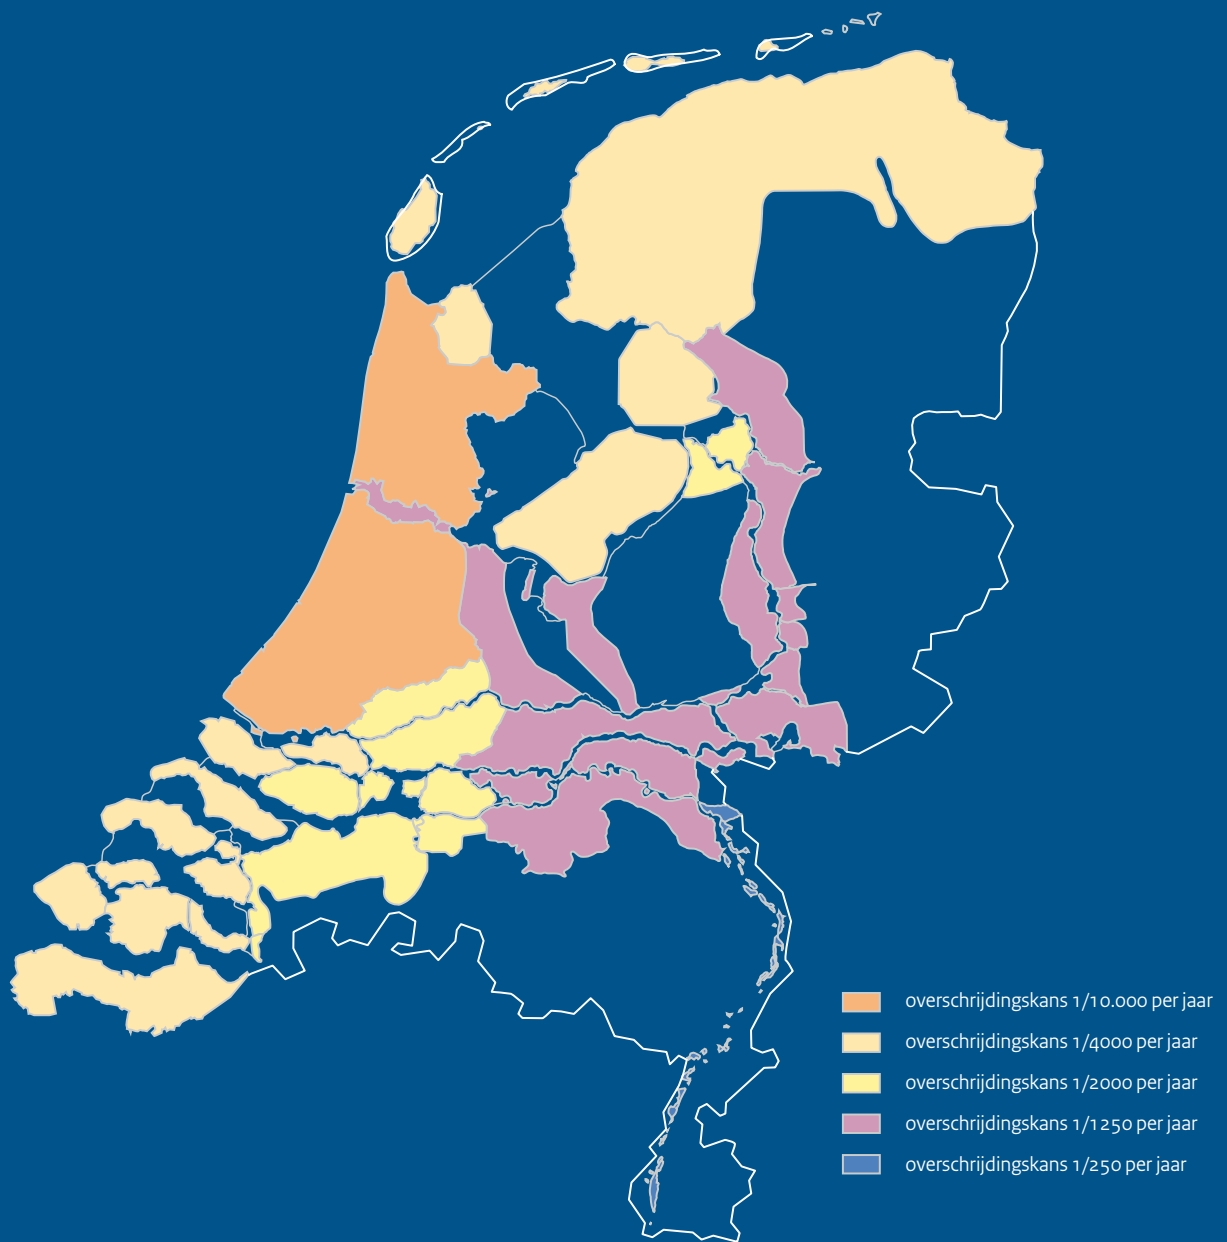 overschrijdingskans 1/10.000 per jaar
overschrijdingskans 1/4000 per jaar
overschrijdingskans 1/2000 per jaar
overschrijdingskans 1/1250 per jaar
overschrijdingskans 1/250 per jaar